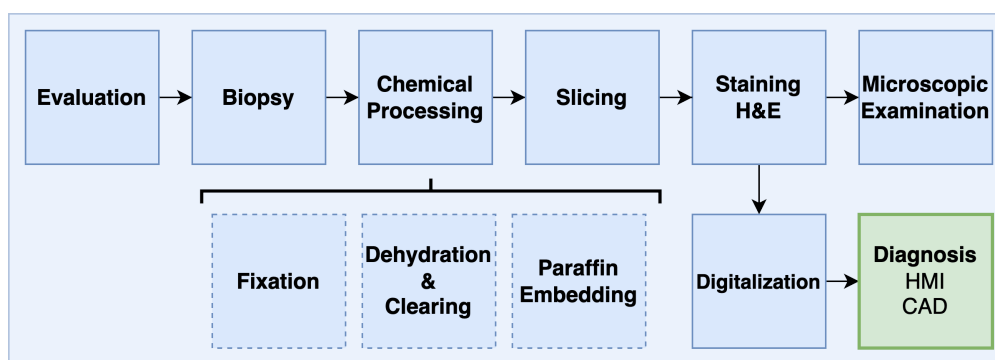 Evaluation
Biopsy
Chemical
Processing
Slicing
Staining
H&E
Microscopic
Examination
Fixation
Dehydration
&
Clearing
Paraffin
Embedding
Digitalization
Diagnosis
HMI
CAD